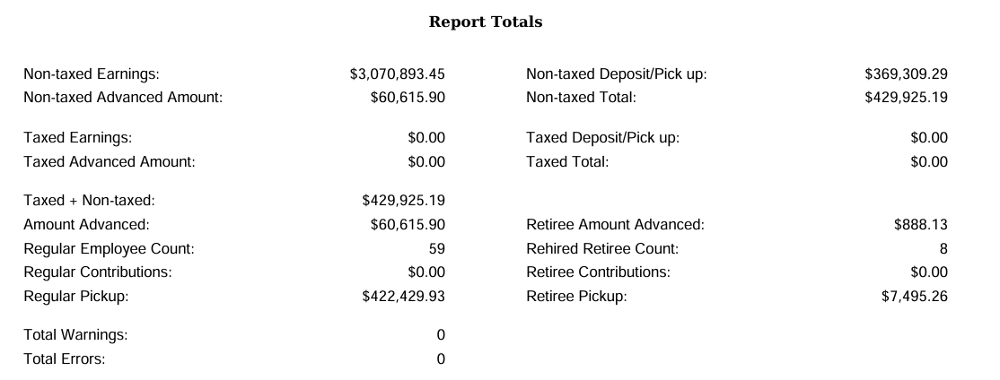 Report Totals
Non-taxed Earnings: $3,070,893.45 Non-taxed Deposit/Pick up: $369,309.29
Non-taxed Advanced Amount: $60,615.90 Non-taxed Total: $429,925.19
Taxed Earnings: $0.00 Taxed Deposit/Pick up: $0.00
Taxed Advanced Amount: $0.00 Taxed Total: $0.00
Taxed + Non-taxed: $429,925.19
Amount Advanced: $60,615.90 Retiree Amount Advanced: $888.13
Regular Employee Count: 59 Rehired Retiree Count: 8
Regular Contributions: $0.00 Retiree Contributions: $0.00
Regular Pickup: $422,429.93 Retiree Pickup: $7,495.26
Total Warnings: 0
Total Errors: 0